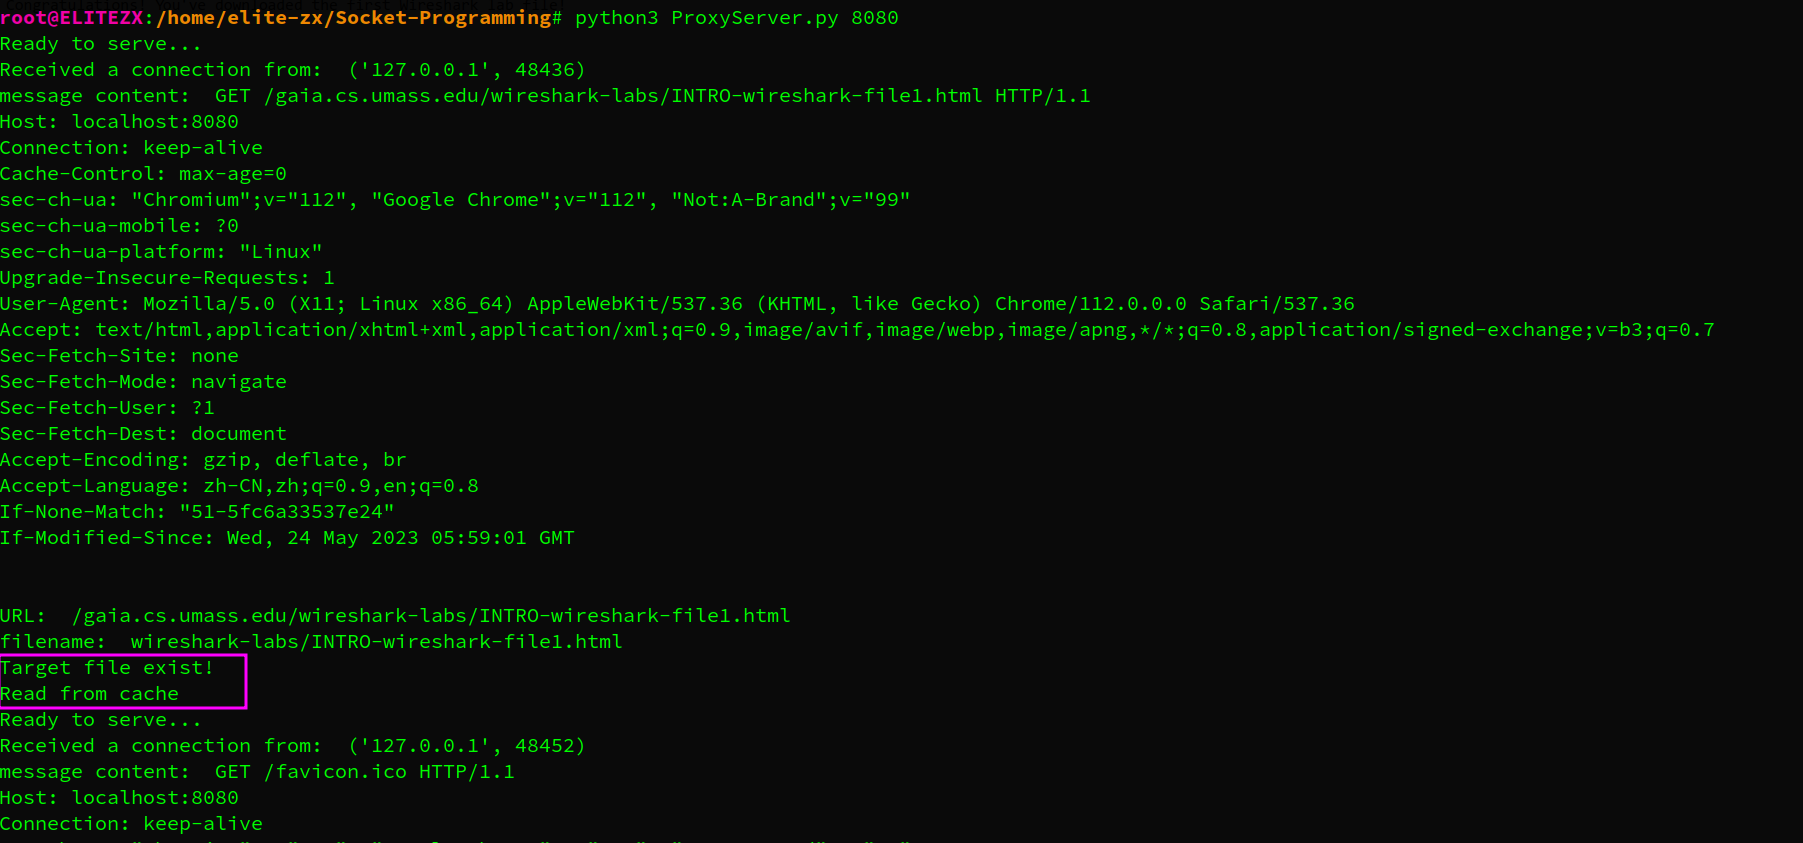 Congratulations! You've downloaded the first Wireshark lab file!
root@ELITEZX:/home/elite-zx/Socket-Programming# python3 ProxyServer.py 8080
Ready to serve...
Received a connection from:  ('127.0.0.1', 48436)
message content:  GET /gaia.cs.umass.edu/wireshark-labs/INTRO-wireshark-file1.html HTTP/1.1
Host: localhost:8080
Connection: keep-alive
Cache-Control: max-age=0
sec-ch-ua: "Chromium";v="112", "Google Chrome";v="112", "Not:A-Brand";v="99"
sec-ch-ua-mobile: ?0
sec-ch-ua-platform: "Linux"
Upgrade-Insecure-Requests: 1
User-Agent: Mozilla/5.0 (X11; Linux x86_64) AppleWebKit/537.36 (KHTML, like Gecko) Chrome/112.0.0.0 Safari/537.36
Accept: text/html,application/xhtml+xml,application/xml;q=0.9,image/avif,image/webp,image/apng,*/*;q=0.8,application/signed-exchange;v=b3;q=0.7
Sec-Fetch-Site: none
Sec-Fetch-Mode: navigate
Sec-Fetch-User: ?1
Sec-Fetch-Dest: document
Accept-Encoding: gzip, deflate, br
Accept-Language: zh-CN,zh;q=0.9,en;q=0.8
If-None-Match: "51-5fc6a33537e24"
If-Modified-Since: Wed, 24 May 2023 05:59:01 GMT
URL:  /gaia.cs.umass.edu/wireshark-labs/INTRO-wireshark-file1.html
filename:  wireshark-labs/INTRO-wireshark-file1.html
Target file exist!
Read from cache
Ready to serve...
Received a connection from:  ('127.0.0.1', 48452)
message content:  GET /favicon.ico HTTP/1.1
Host: localhost:8080
Connection: keep-alive